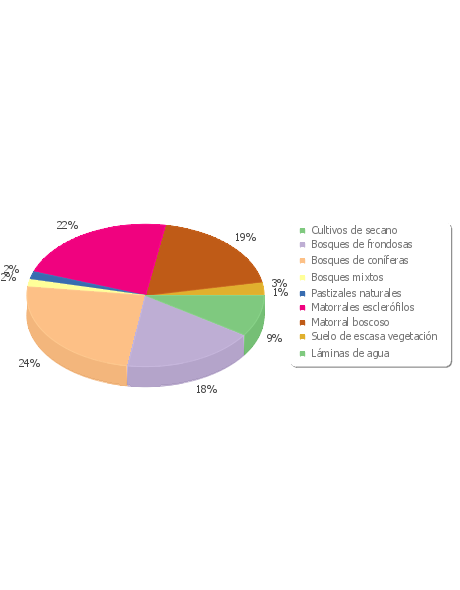 22%
19%
2%
2%
3%
1%
9%
24%
18%
Cultivos de secano
Bosques de frondosas
Bosques de coníferas
Bosques mixtos
Pastizales naturales
Matorrales esclerófilos
Matorral boscoso
Suelo de escasa vegetación
Láminas de agua